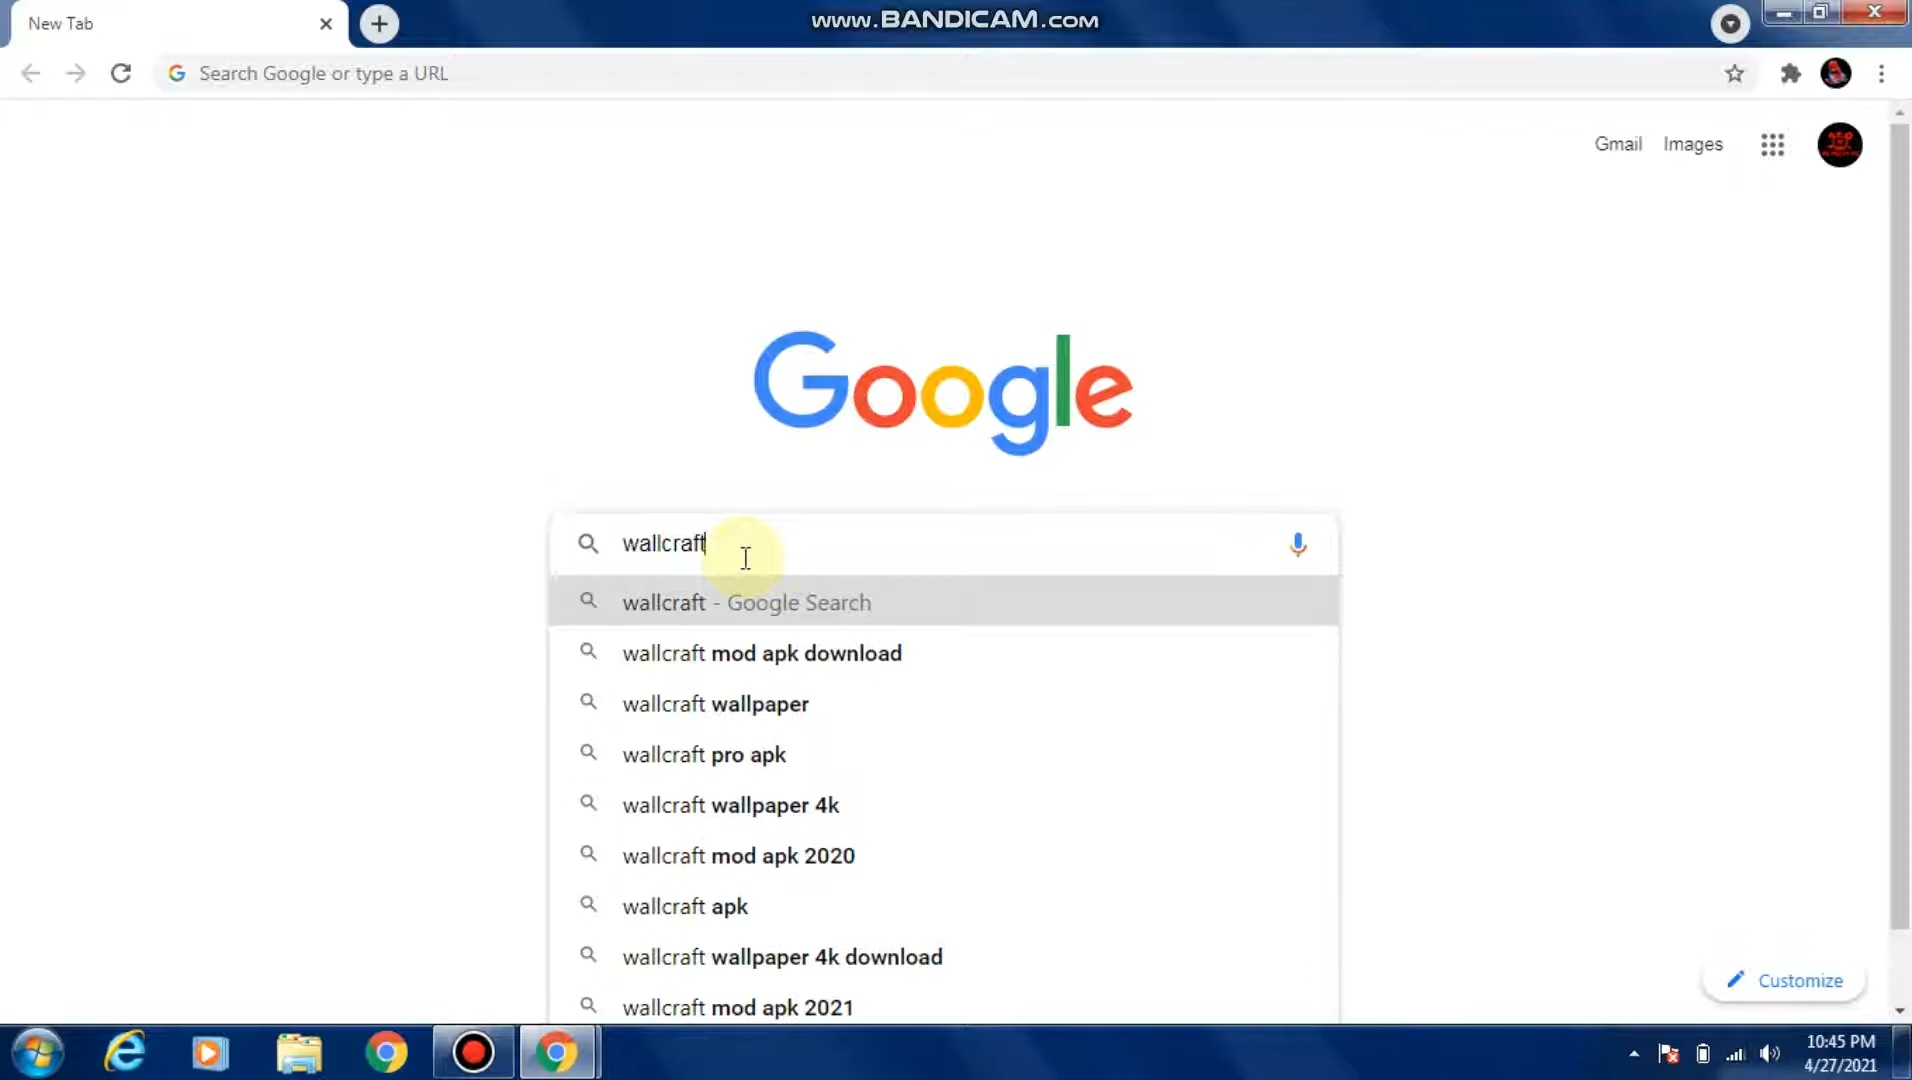 New Tab
www.BANDICAM.com
Search Google or type a URL
Gmail Images
Google
wallcraft
wallcraft - Google Search
wallcraft mod apk download
wallcraft wallpaper
wallcraft pro apk
wallcraft wallpaper 4k
wallcraft mod apk 2020
wallcraft apk
wallcraft wallpaper 4k download
wallcraft mod apk 2021
Customize
10:45 PM
4/27/2021